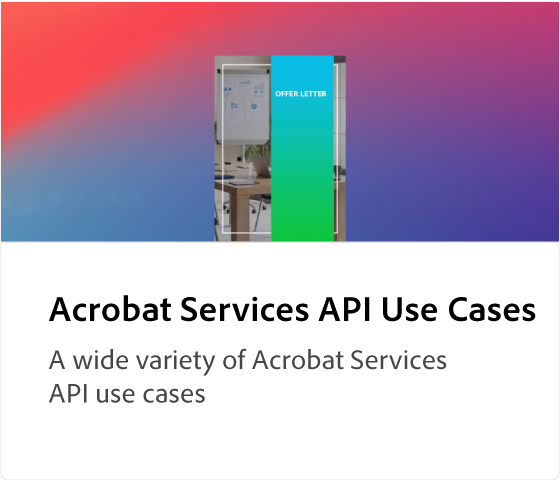 OFFER LETTER
Acrobat Services API Use Cases
A wide variety of Acrobat Services
API use cases